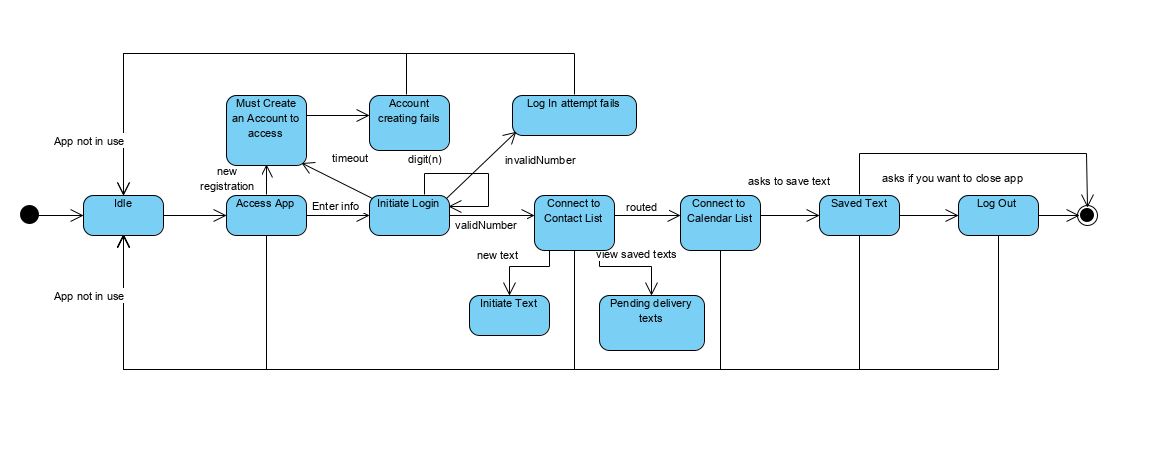 Must Create
an Account to
access
Account
creating fails
Log In attempt fails
App not in use
timeout
digit(n)
invalidNumber
new
registration
asks to save text
asks if you want to close app
Idle
Access App
Enter info
Initiate Login
validNumber
Connect to
Contact List
routed
Connect to
Calendar List
Saved Text
Log Out
new text
view saved texts
App not in use
Initiate Text
Pending delivery
texts